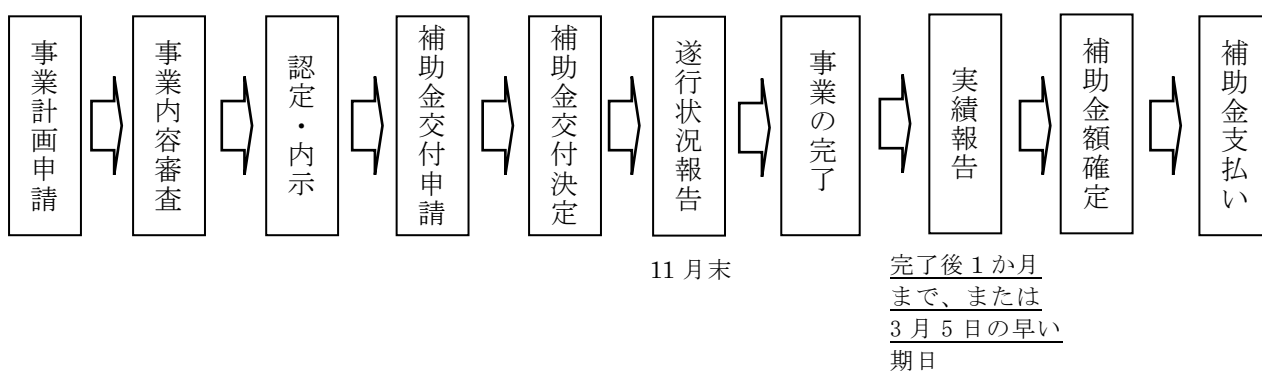 事業計画申請
事業内容審査
認定・内示
補助金交付申請
補助金交付決定
遂行状況報告
事業の完了
実績報告
補助金額確定
補助金支払い
11月末
完了後1か月
まで、または
3月5日の早い
期日